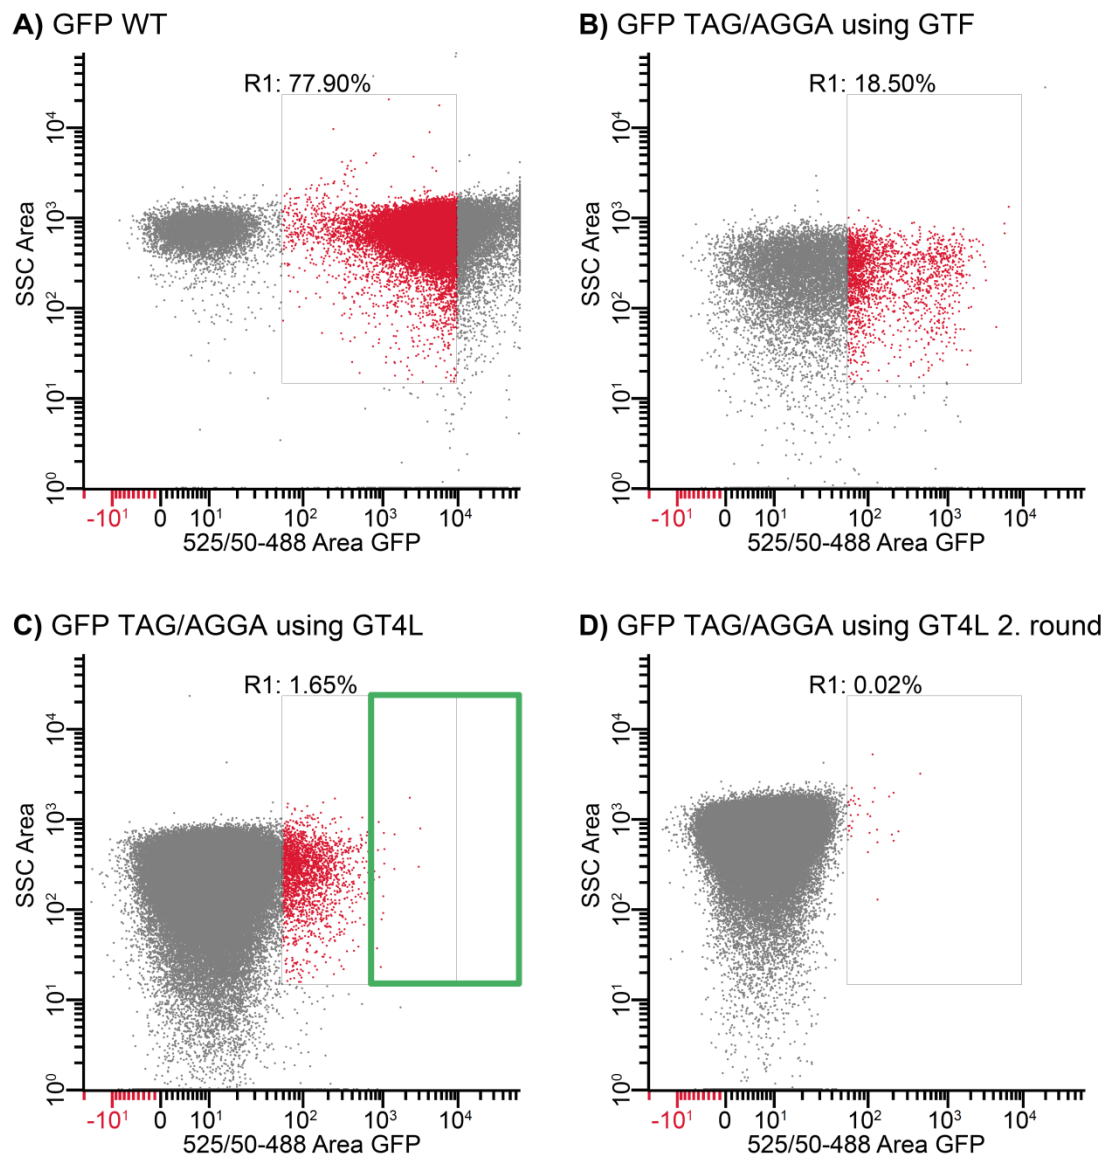 A) GFP WT
R1: 77.90%
SSC Area
10⁴
10³
10²
10¹
10⁰
-10¹ 0 10¹ 10² 10³ 10⁴
525/50-488 Area GFP
B) GFP TAG/AGGA using GTF
R1: 18.50%
SSC Area
10⁴
10³
10²
10¹
10⁰
-10¹ 0 10¹ 10² 10³ 10⁴
525/50-488 Area GFP
C) GFP TAG/AGGA using GT4L
R1: 1.65%
SSC Area
10⁴
10³
10²
10¹
10⁰
-10¹ 0 10¹ 10² 10³ 10⁴
525/50-488 Area GFP
D) GFP TAG/AGGA using GT4L 2. round
R1: 0.02%
SSC Area
10⁴
10³
10²
10¹
10⁰
-10¹ 0 10¹ 10² 10³ 10⁴
525/50-488 Area GFP